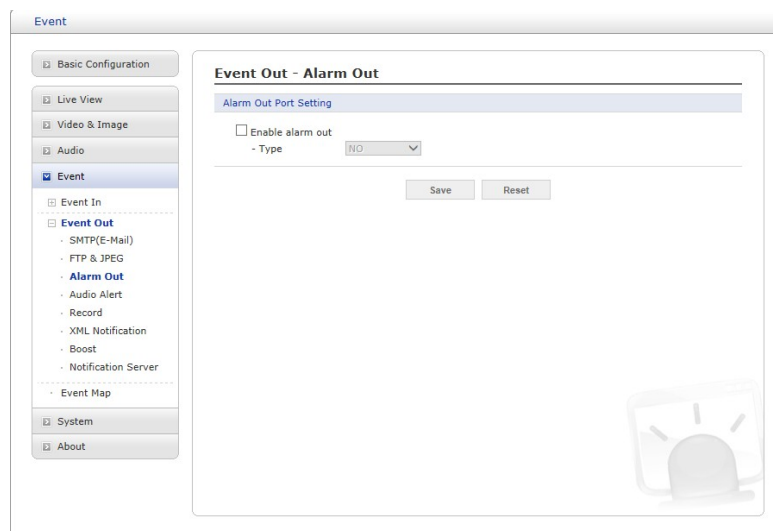 Event
Basic Configuration
Live View
Video & Image
Audio
Event
Event In
Event Out
SMTP(E-Mail)
FTP & JPEG
Alarm Out
Audio Alert
Record
XML Notification
Boost
Notification Server
Event Map
System
About
Event Out - Alarm Out
Alarm Out Port Setting
Enable alarm out
- Type NO
Save Reset